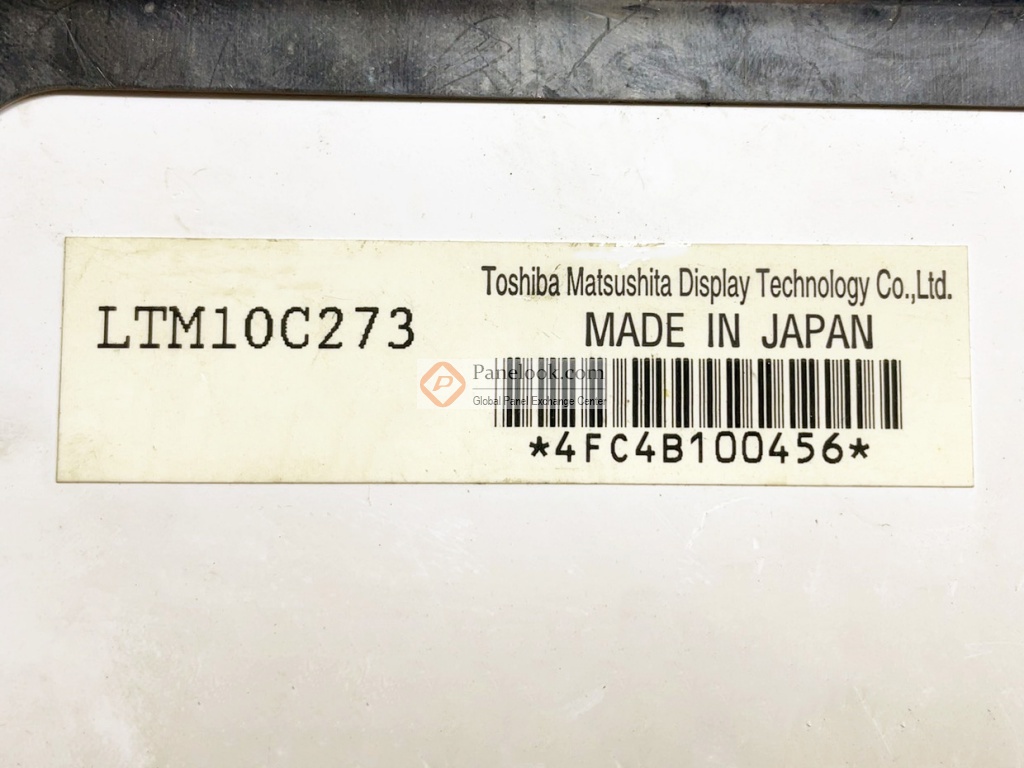 LTM10C273
Toshiba Matsushita Display Technology Co.,Ltd.
MADE IN JAPAN
Panelook.com
Global Panel Exchange Center
*4FC4B100456*